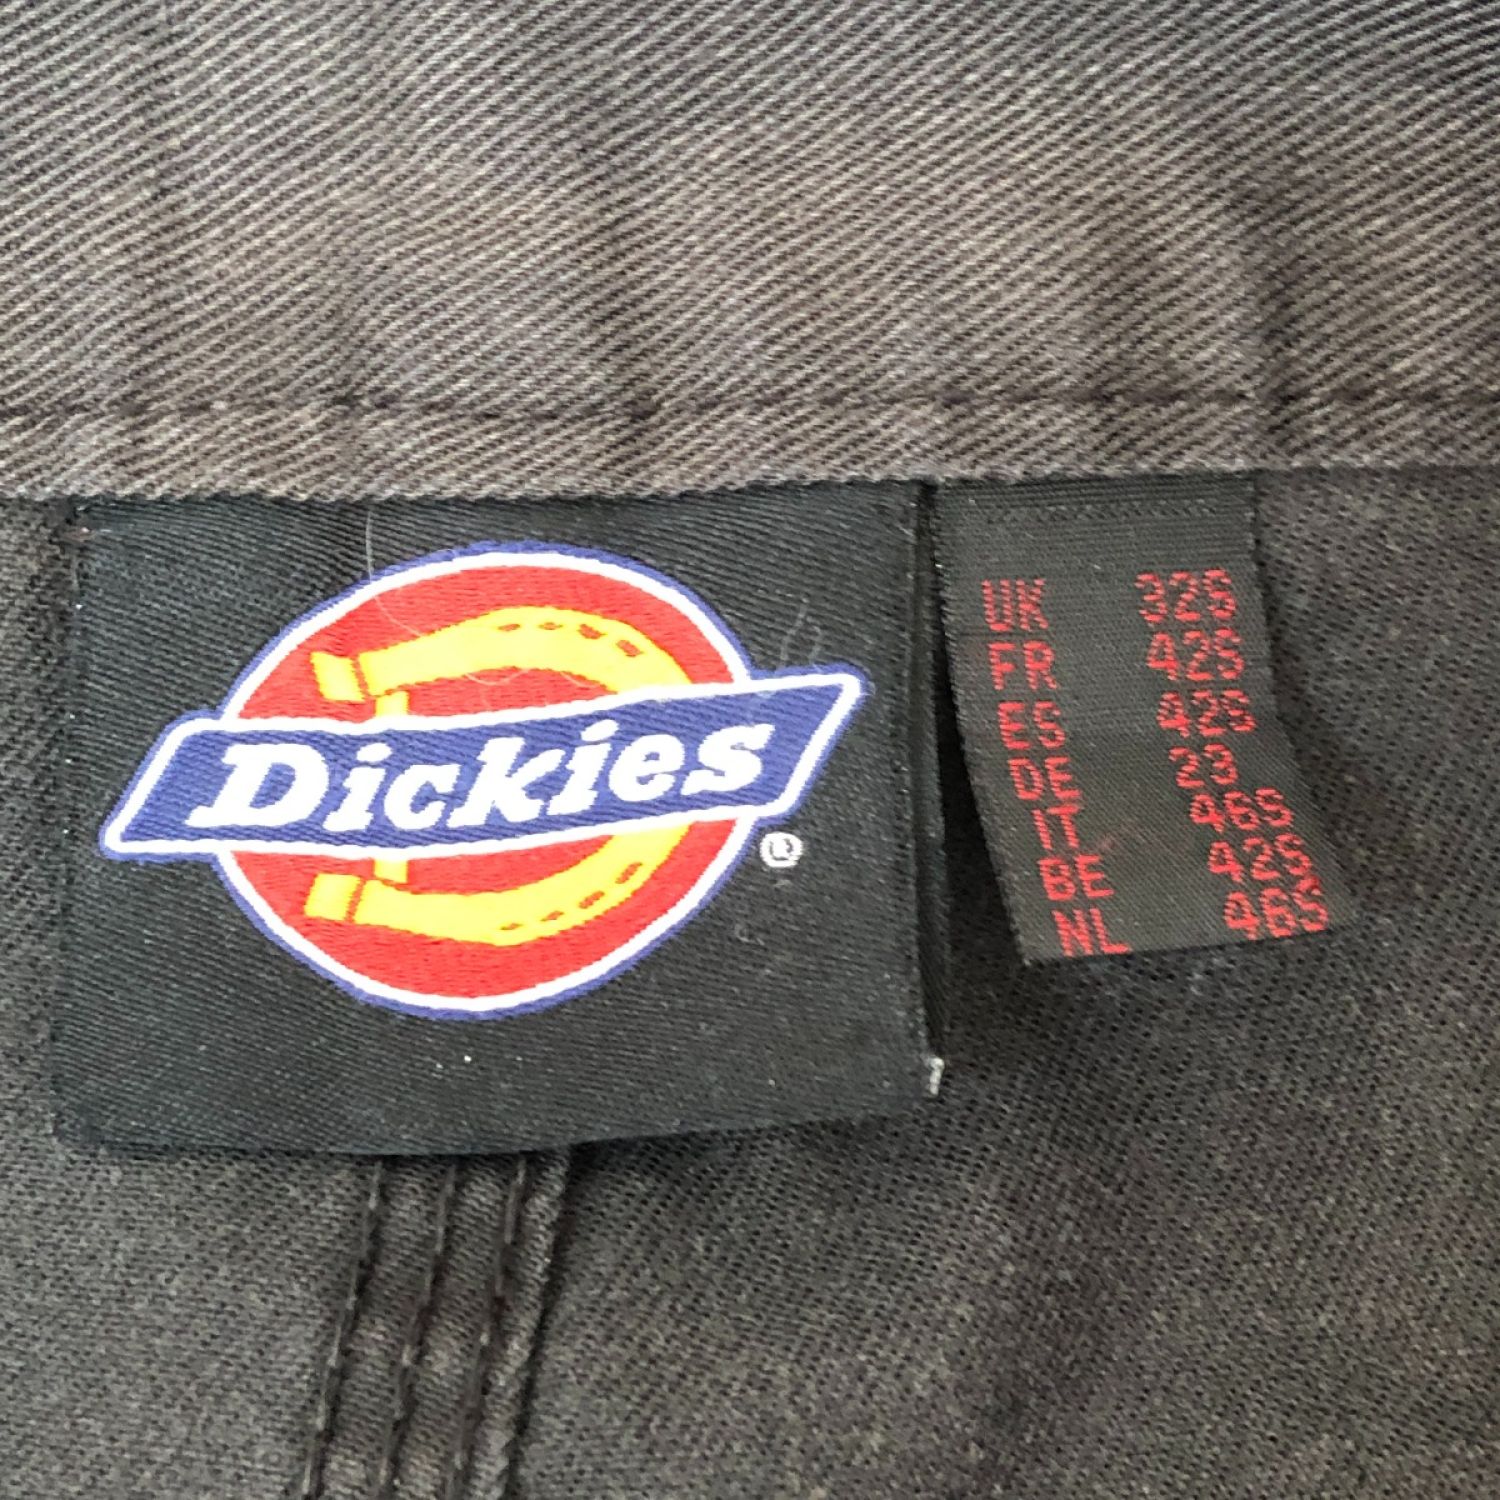 Dickies
®
UK 32S
FR 42S
ES 42S
DE 23
IT 46S
BE 42S
NL 46S